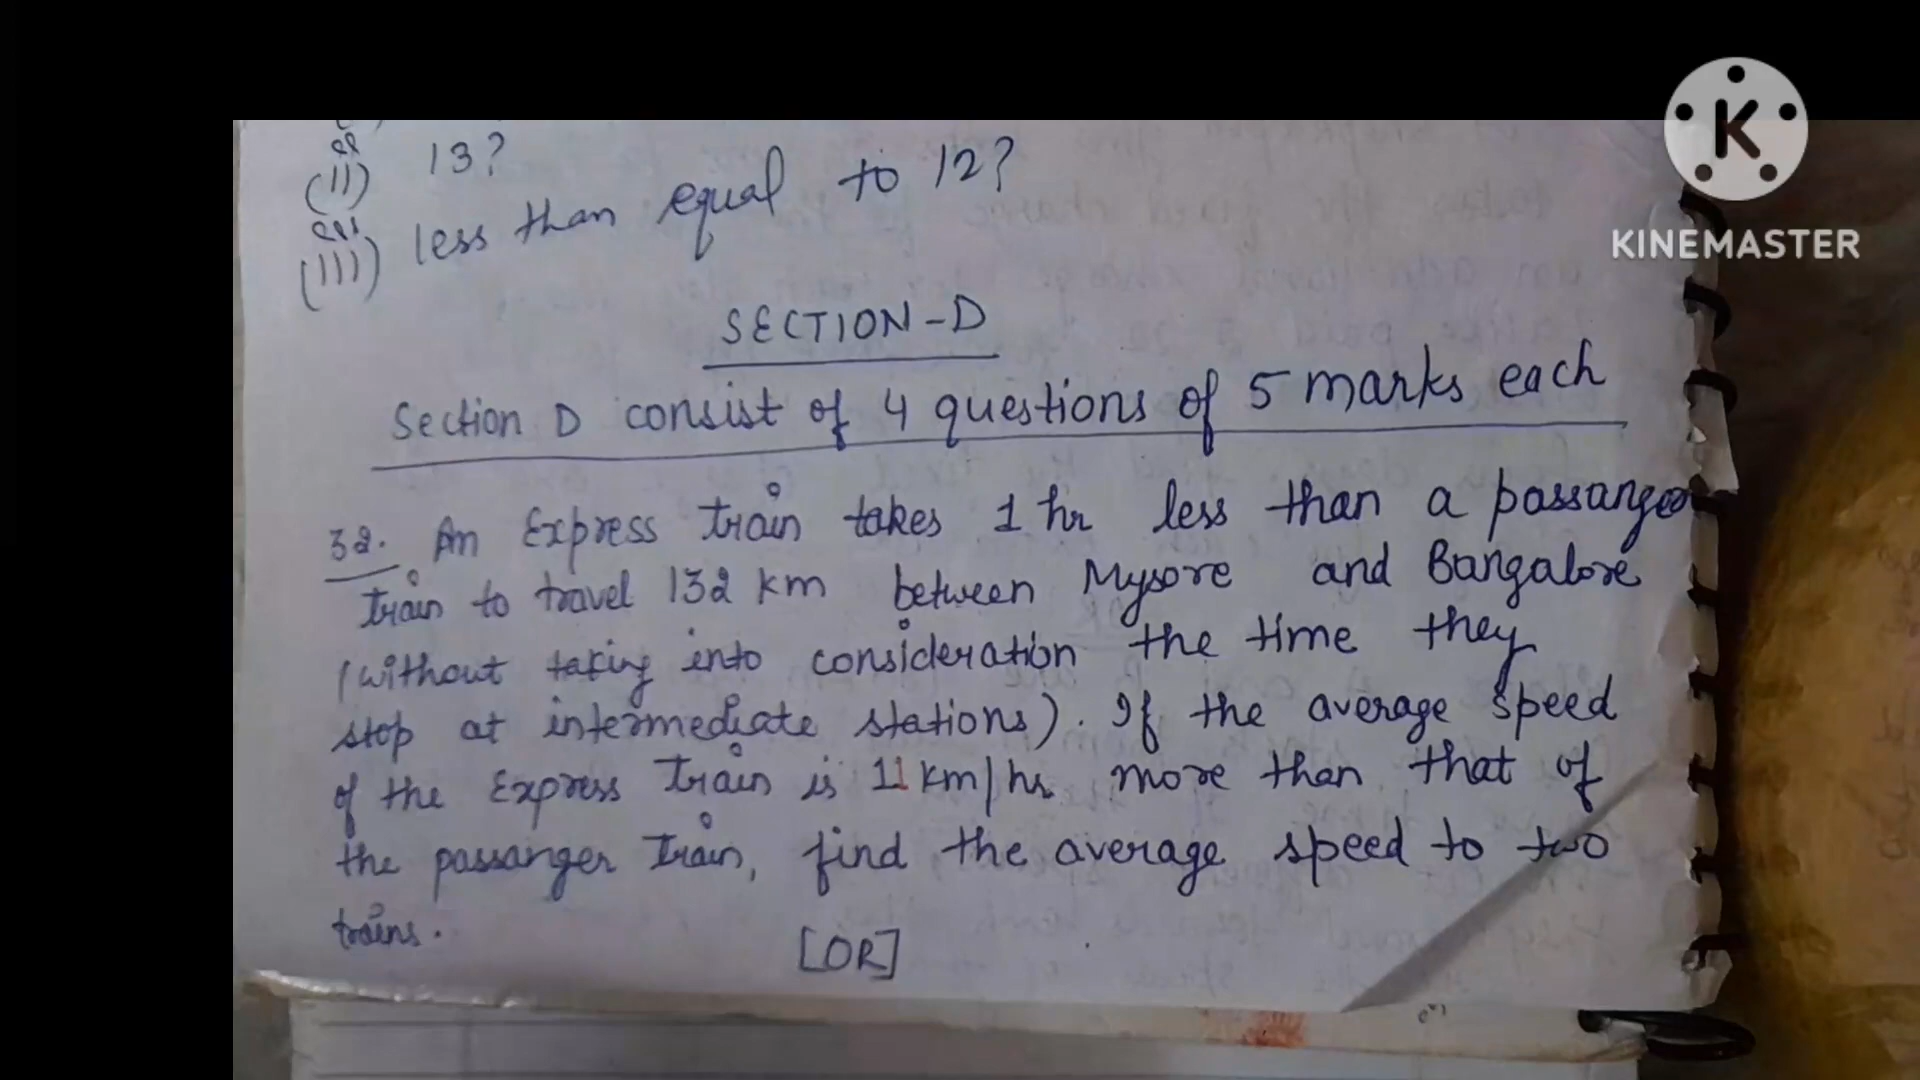 K
KINEMASTER
(ii) 13?
(iii) less than equal to 12?
SECTION-D
Section D consist of 4 questions of 5 marks each
32. An Express train takes 1 hr less than a passanger
train to travel 132 km between Mysore and Bangalore
(without taking into consideration the time they
stop at intermediate stations). If the average speed
of the Express train is 11 km/hr more than that of
the passanger train, find the average speed to two
trains.
[OR]